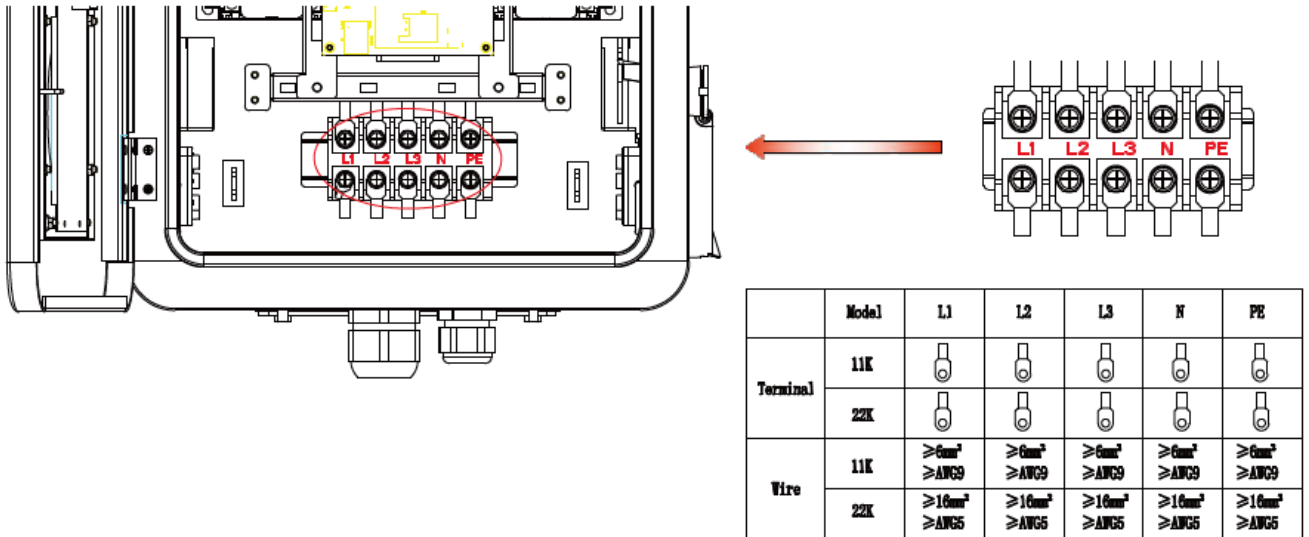 L1 L2 L3 N PE
L1 L2 L3 N PE
Model L1 L2 L3 N PE
Terminal
11K
22K
Wire
11K ≥6mm² ≥6mm² ≥6mm² ≥6mm² ≥6mm²
≥AWG9 ≥AWG9 ≥AWG9 ≥AWG9 ≥AWG9
22K ≥16mm² ≥16mm² ≥16mm² ≥16mm² ≥16mm²
≥AWG5 ≥AWG5 ≥AWG5 ≥AWG5 ≥AWG5